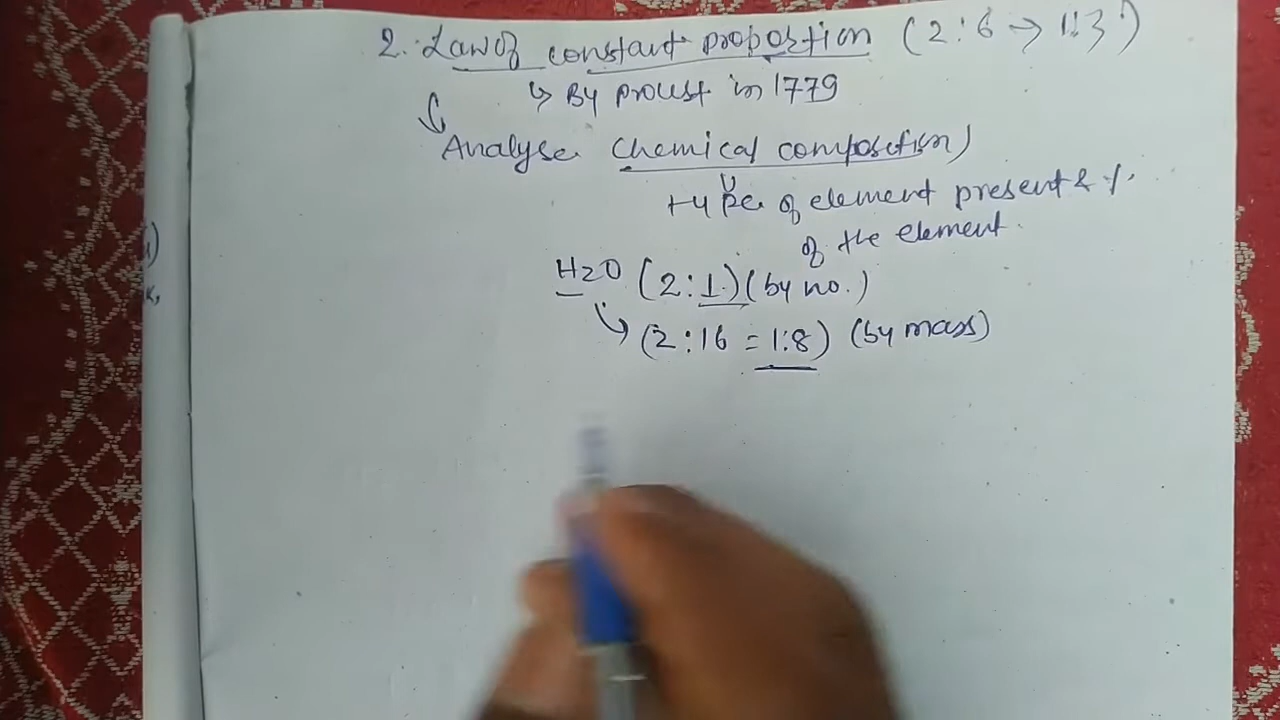 2. Law of constant proportion (2:6 → 1:3)
↳ By proust in 1779
Analyse chemical composition)
type of element present & %
of the element.
H2O (2:1) (by no.)
↳ (2:16 = 1:8) (by mass)